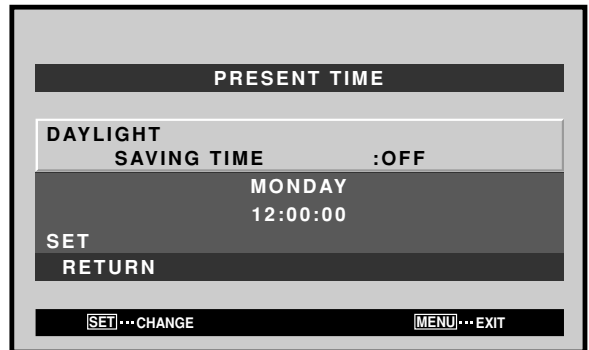 PRESENT TIME
DAYLIGHT
SAVING TIME :OFF
MONDAY
12:00:00
SET
RETURN
SET···CHANGE MENU···EXIT